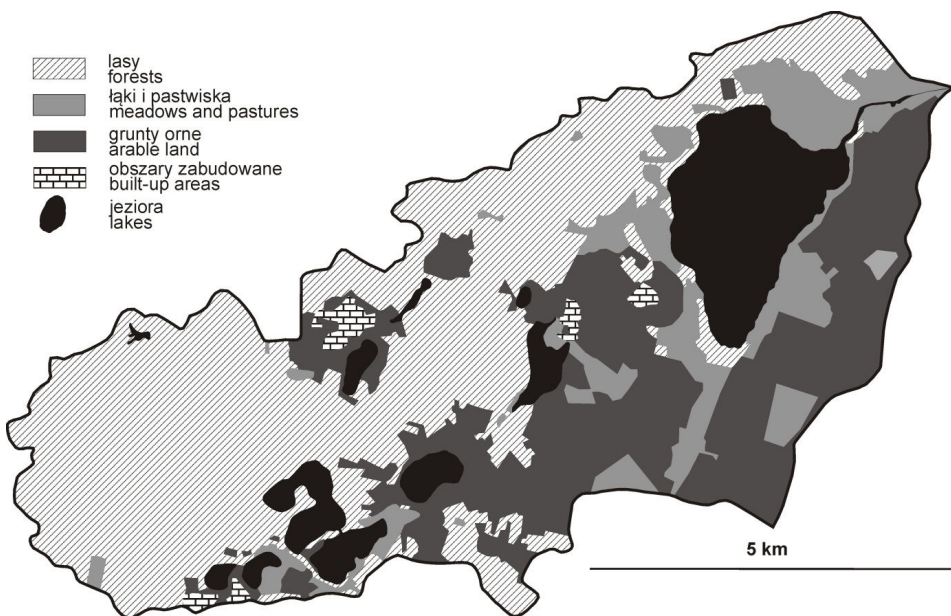 lasy
forests
łąki i pastwiska
meadows and pastures
grunty orne
arable land
obszary zabudowane
built-up areas
jeziora
lakes
5 km